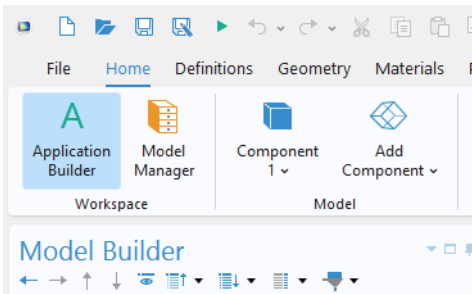 File Home Definitions Geometry Materials
A
Application Builder
Model Manager
Component 1
Add Component
Workspace
Model
Model Builder